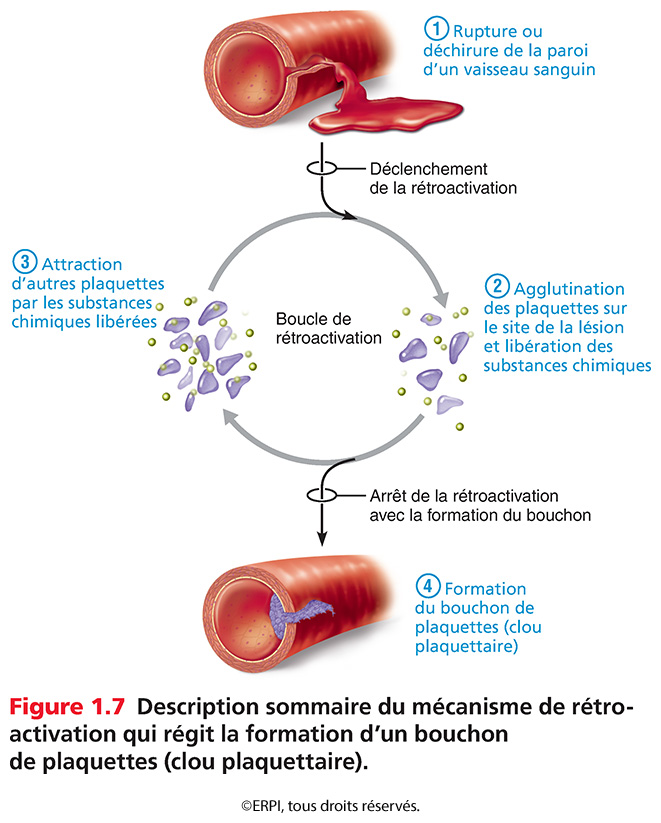 ① Rupture ou
déchirure de la paroi
d’un vaisseau sanguin
Déclenchement
de la rétroactivation
③ Attraction
d’autres plaquettes
par les substances
chimiques libérées
Boucle de
rétroactivation
② Agglutination
des plaquettes sur
le site de la lésion
et libération des
substances chimiques
Arrêt de la rétroactivation
avec la formation du bouchon
④ Formation
du bouchon de
plaquettes (clou
plaquettaire)
Figure 1.7 Description sommaire du mécanisme de rétro-
activation qui régit la formation d’un bouchon
de plaquettes (clou plaquettaire).
©ERPI, tous droits réservés.